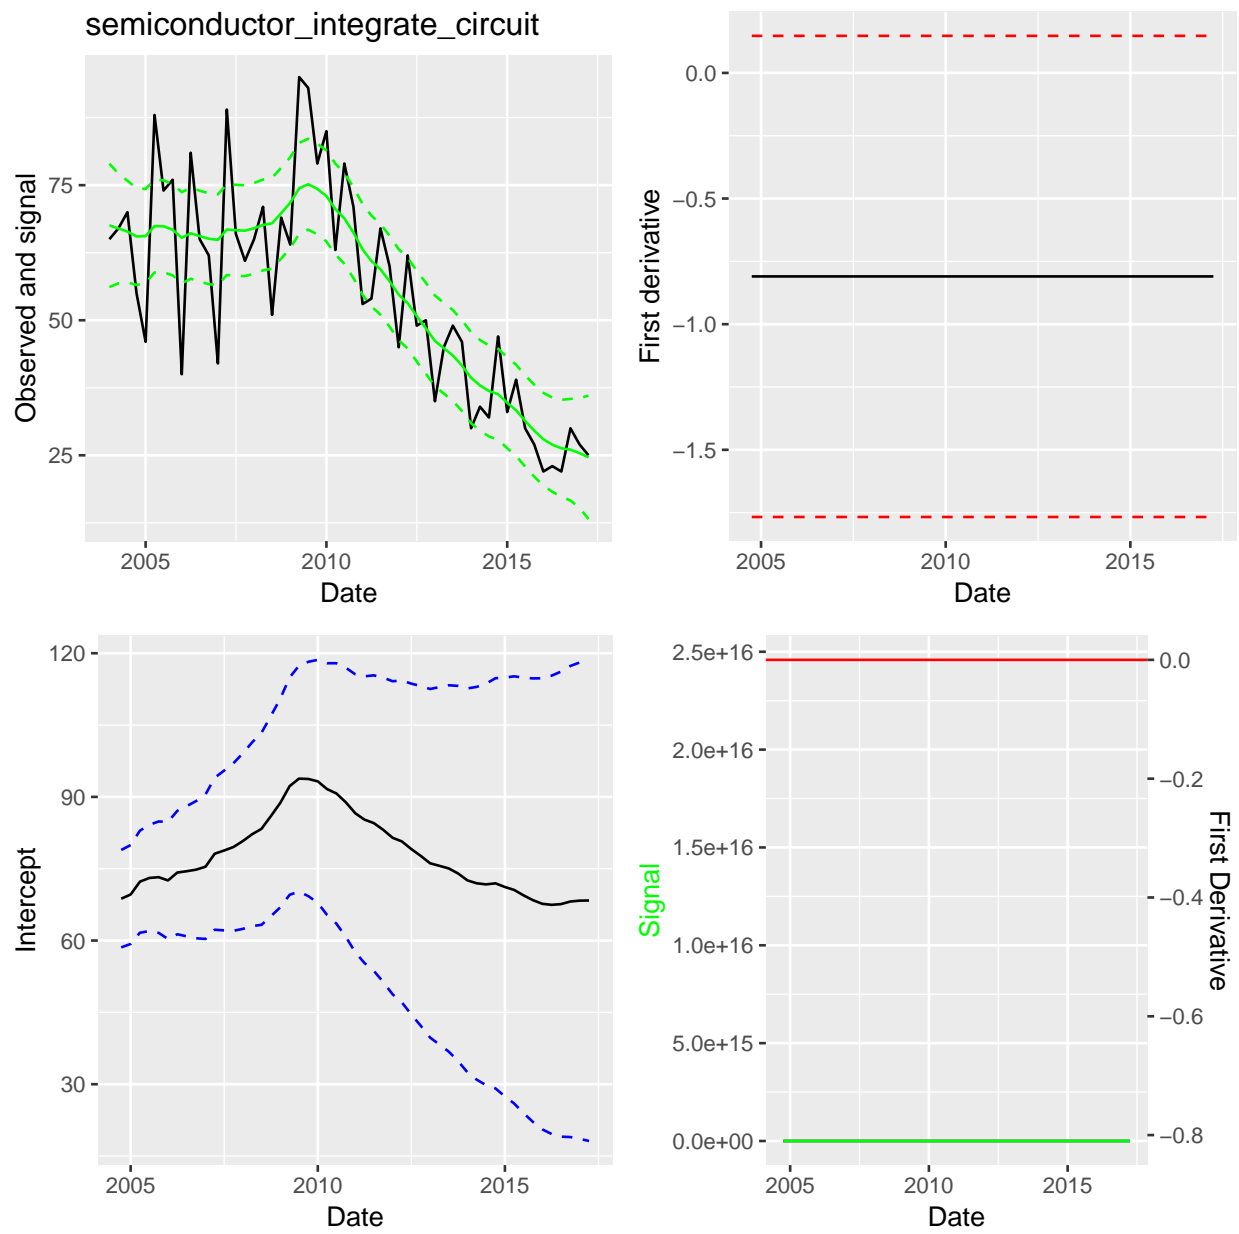 semiconductor_integrate_circuit
Observed and signal
75
50
25
2005
2010
2015
Date
First derivative
0.0
−0.5
−1.0
−1.5
2005
2010
2015
Date
Intercept
120
90
60
30
2005
2010
2015
Date
Signal
2.5e+16
2.0e+16
1.5e+16
1.0e+16
5.0e+15
0.0e+00
0.0
−0.2
−0.4
−0.6
−0.8
First Derivative
2005
2010
2015
Date